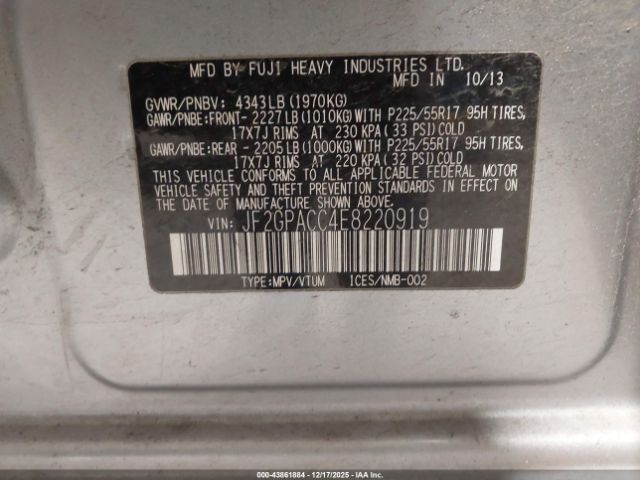 MFD BY FUJI HEAVY INDUSTRIES LTD.
MFD IN 10/13
GVWR/PNBV: 4343LB(1970KG)
GAWR/PNBE:FRONT- 2227LB(1010KG)WITH P225/55R17 95H TIRES,
17X7J RIMS AT 230 KPA(33 PSI)COLD
GAWR/PNBE:REAR - 2205LB(1000KG)WITH P225/55R17 95H TIRES,
17X7J RIMS AT 220 KPA(32 PSI)COLD
THIS VEHICLE CONFORMS TO ALL APPLICABLE FEDERAL MOTOR
VEHICLE SAFETY AND THEFT PREVENTION STANDARDS IN EFFECT ON
THE DATE OF MANUFACTURE SHOWN ABOVE.
VIN: JF2GPACC4E8220919
TYPE:MPV/VTUM ICES/NMB-002
000-43861884 | 12/17/2025 | IAA, Inc.